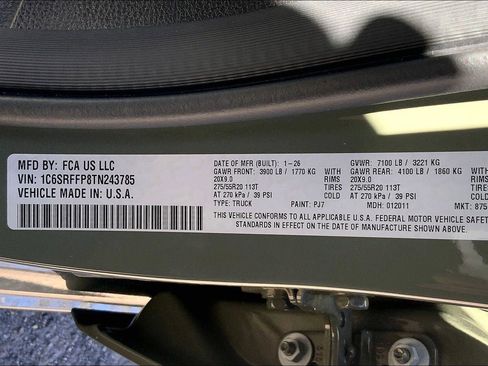 MFD BY: FCA US LLC
VIN: 1C6SRFFP8TN243785
VEHICLE MADE IN: U.S.A.
DATE OF MFR (BUILT): 1-26 GVWR: 7100 LB / 3221 KG
GAWR FRONT: 3900 LB / 1770 KG WITH GAWR REAR: 4100 LB / 1860 KG WITH
20X9.0 RIMS 20X9.0 RIMS
275/55R20 113T TIRES 275/55R20 113T TIRES
AT 270 kPa / 39 PSI COLD AT 270 kPa / 39 PSI COLD
THIS VEHICLE CONFORMS TO ALL APPLICABLE U.S.A. FEDERAL MOTOR VEHICLE SAFETY
STANDARDS IN EFFECT ON THE DATE OF MANUFACTURE SHOWN ABOVE.
TYPE: TRUCK PAINT: PJ7 MDH: 012011 MKT: 875